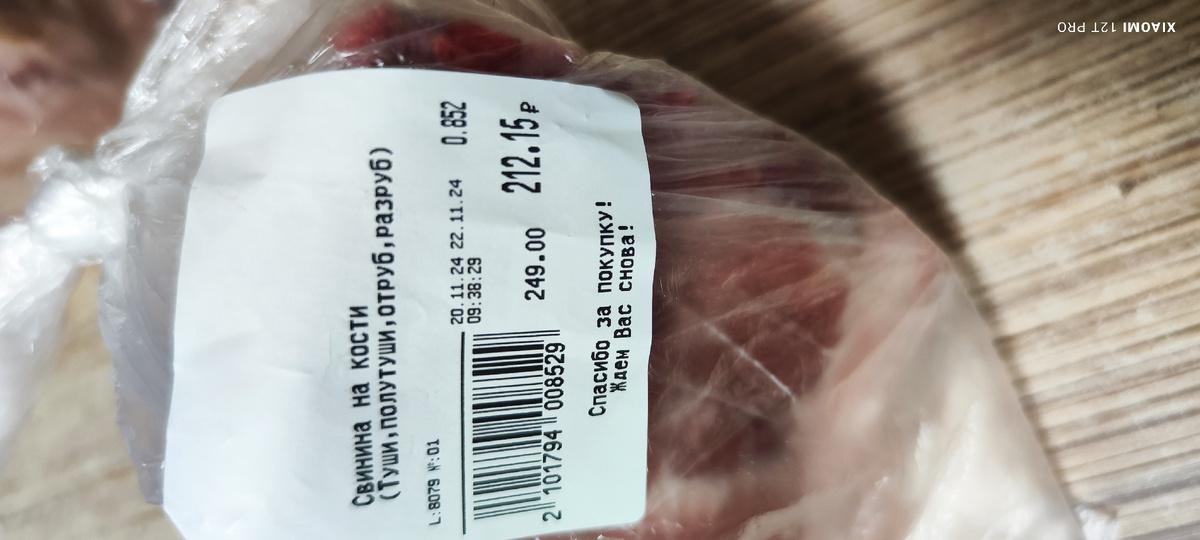 Свинина на кости
(Туши,полутуши,отруб,разруб)
L:8079 №:01
20.11.24 22.11.24 0.852
09:38:29
249.00 212.15₽
2 101794 008529
Спасибо за покупку!
Ждем Вас снова!
XIAOMI 12T PRO